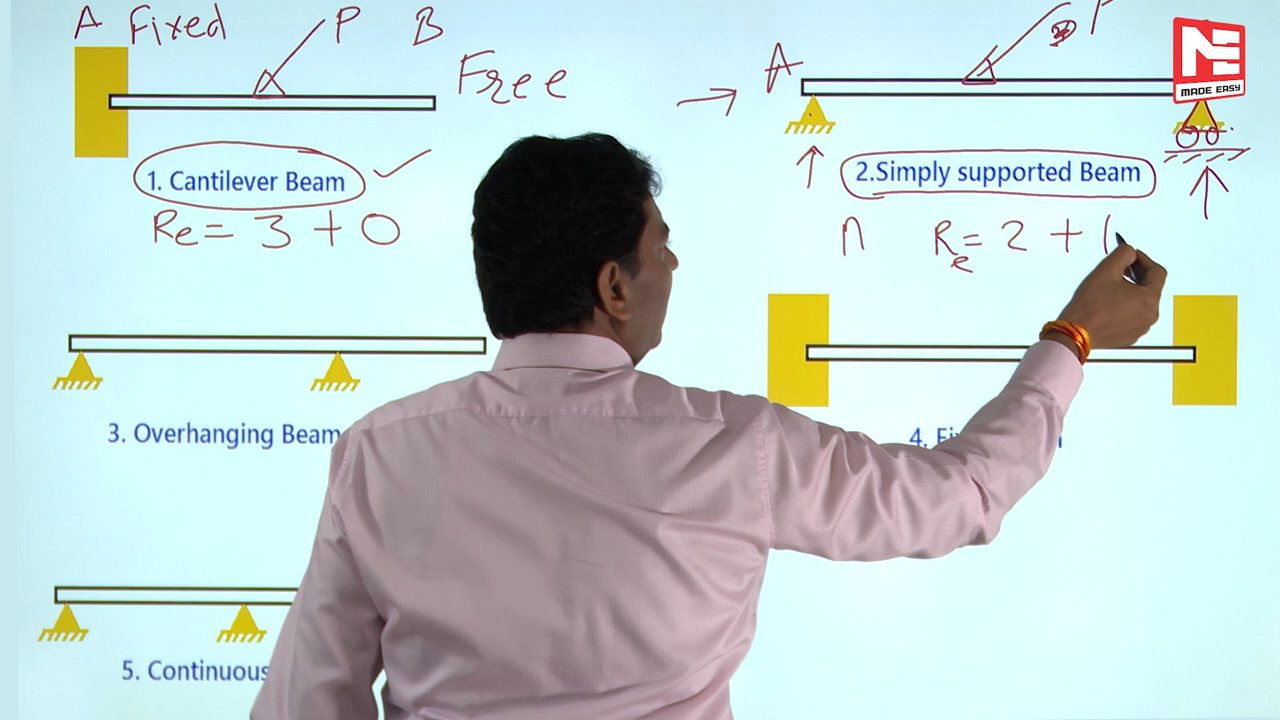 A Fixed P B
Free
1. Cantilever Beam
Re = 3 + 0
A
MADE EASY
2.Simply supported Beam
Re = 2 + 1
3. Overhanging Beam
4.
5. Continuous